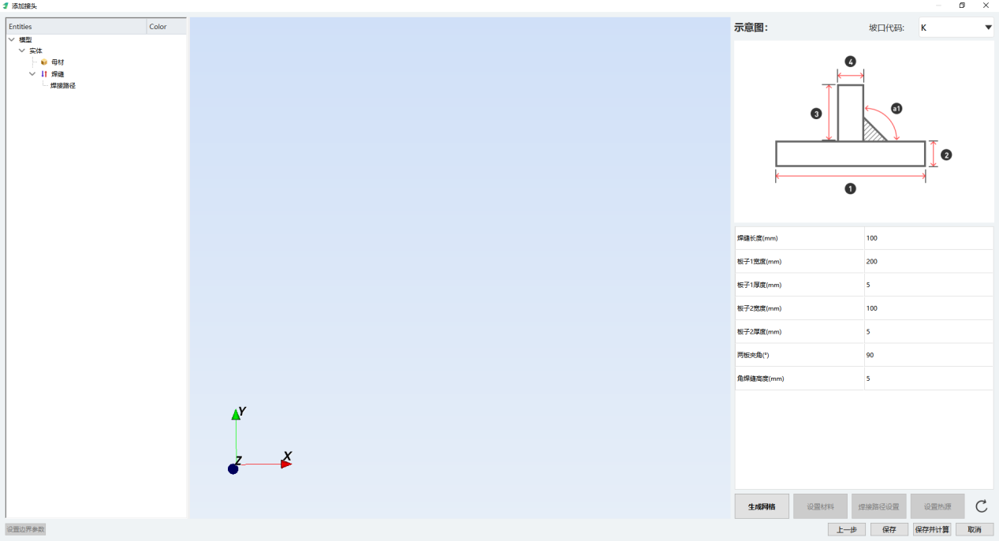 添加接头
Entities Color
模型
实体
母材
焊缝
焊接路径
Y
Z
X
示意图： 坡口代码: K
4
3
a1
2
1
焊缝长度(mm) 100
板子1宽度(mm) 200
板子1厚度(mm) 5
板子2宽度(mm) 100
板子2厚度(mm) 5
两板夹角(°) 90
角焊缝高度(mm) 5
生成网格 设置材料 焊接路径设置 设置热源
设置边界参数 上一步 保存 保存并计算 取消